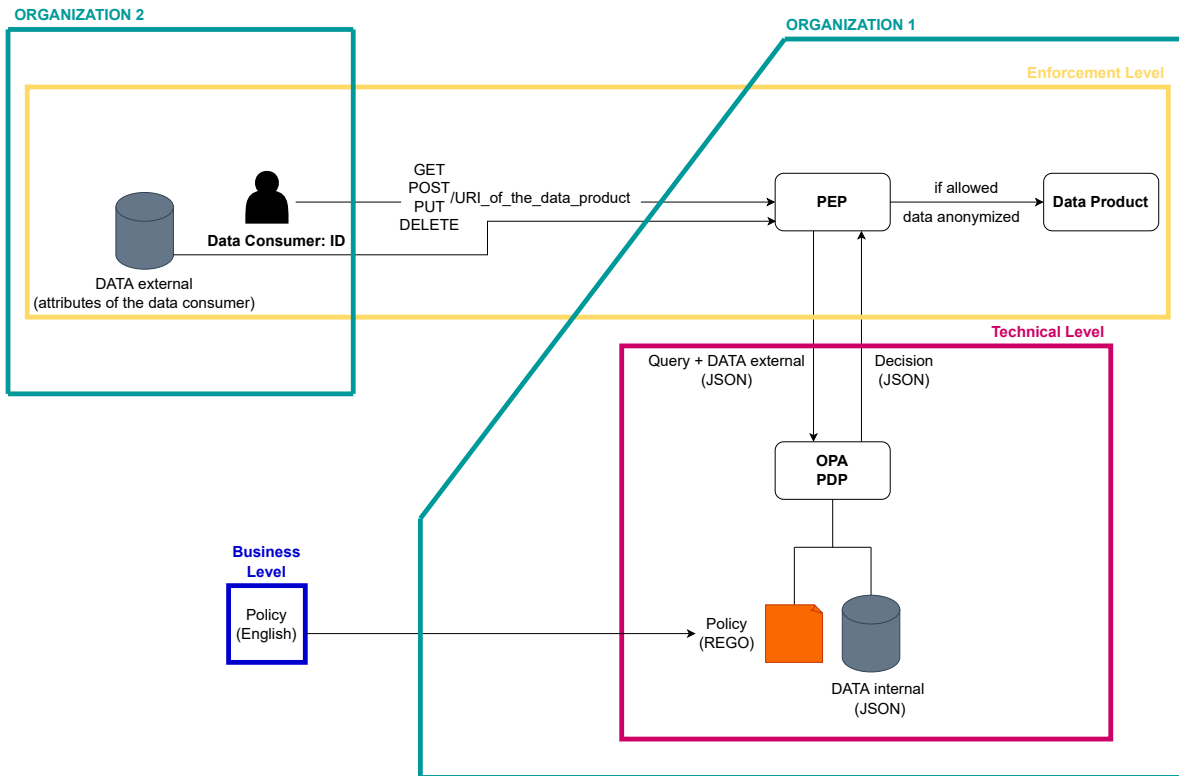 ORGANIZATION 2
ORGANIZATION 1
Enforcement Level
GET
POST
PUT
DELETE
/URI_of_the_data_product
Data Consumer: ID
DATA external
(attributes of the data consumer)
PEP
if allowed
data anonymized
Data Product
Technical Level
Query + DATA external
(JSON)
Decision
(JSON)
OPA
PDP
Business
Level
Policy
(English)
Policy
(REGO)
DATA internal
(JSON)